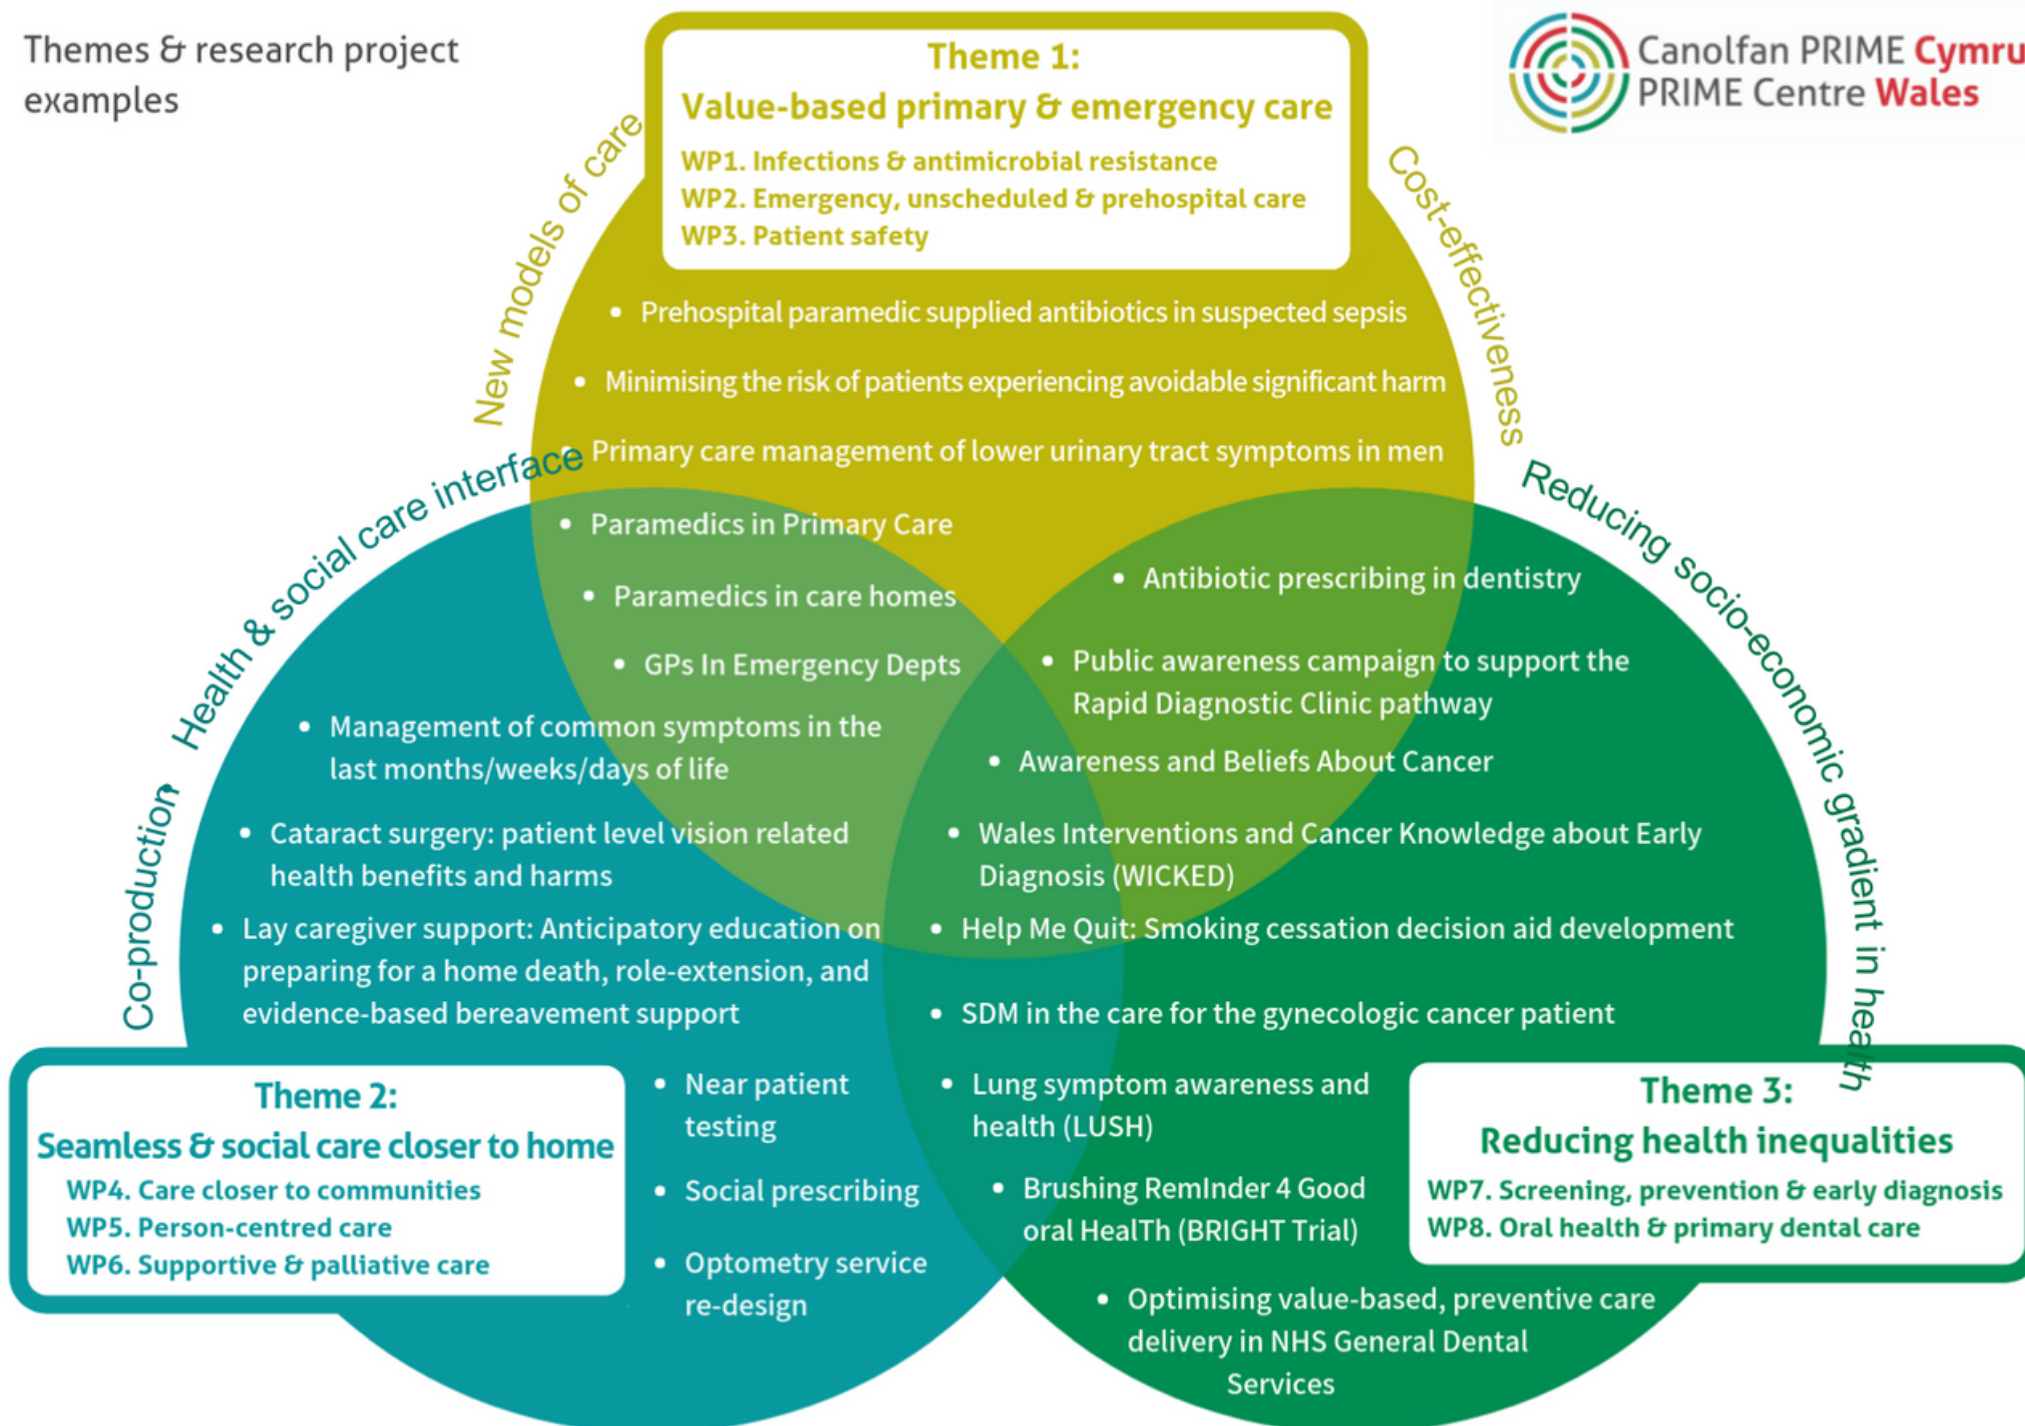 Themes & research project
examples
Canolfan PRIME Cymru
PRIME Centre Wales
Theme 1:
Value-based primary & emergency care
WP1. Infections & antimicrobial resistance
WP2. Emergency, unscheduled & prehospital care
WP3. Patient safety
New models of care
Cost-effectiveness
• Prehospital paramedic supplied antibiotics in suspected sepsis
• Minimising the risk of patients experiencing avoidable significant harm
• Primary care management of lower urinary tract symptoms in men
Health & social care interface
Reducing socio-economic gradient in health
Co-production
• Paramedics in Primary Care
• Paramedics in care homes
• GPs In Emergency Depts
• Antibiotic prescribing in dentistry
• Public awareness campaign to support the
Rapid Diagnostic Clinic pathway
• Awareness and Beliefs About Cancer
• Wales Interventions and Cancer Knowledge about Early
Diagnosis (WICKED)
• Help Me Quit: Smoking cessation decision aid development
• SDM in the care for the gynecologic cancer patient
• Lung symptom awareness and
health (LUSH)
• Brushing RemInder 4 Good
oral HealTh (BRIGHT Trial)
• Optimising value-based, preventive care
delivery in NHS General Dental
Services
• Management of common symptoms in the
last months/weeks/days of life
• Cataract surgery: patient level vision related
health benefits and harms
• Lay caregiver support: Anticipatory education on
preparing for a home death, role-extension, and
evidence-based bereavement support
• Near patient
testing
• Social prescribing
• Optometry service
re-design
Theme 2:
Seamless & social care closer to home
WP4. Care closer to communities
WP5. Person-centred care
WP6. Supportive & palliative care
Theme 3:
Reducing health inequalities
WP7. Screening, prevention & early diagnosis
WP8. Oral health & primary dental care